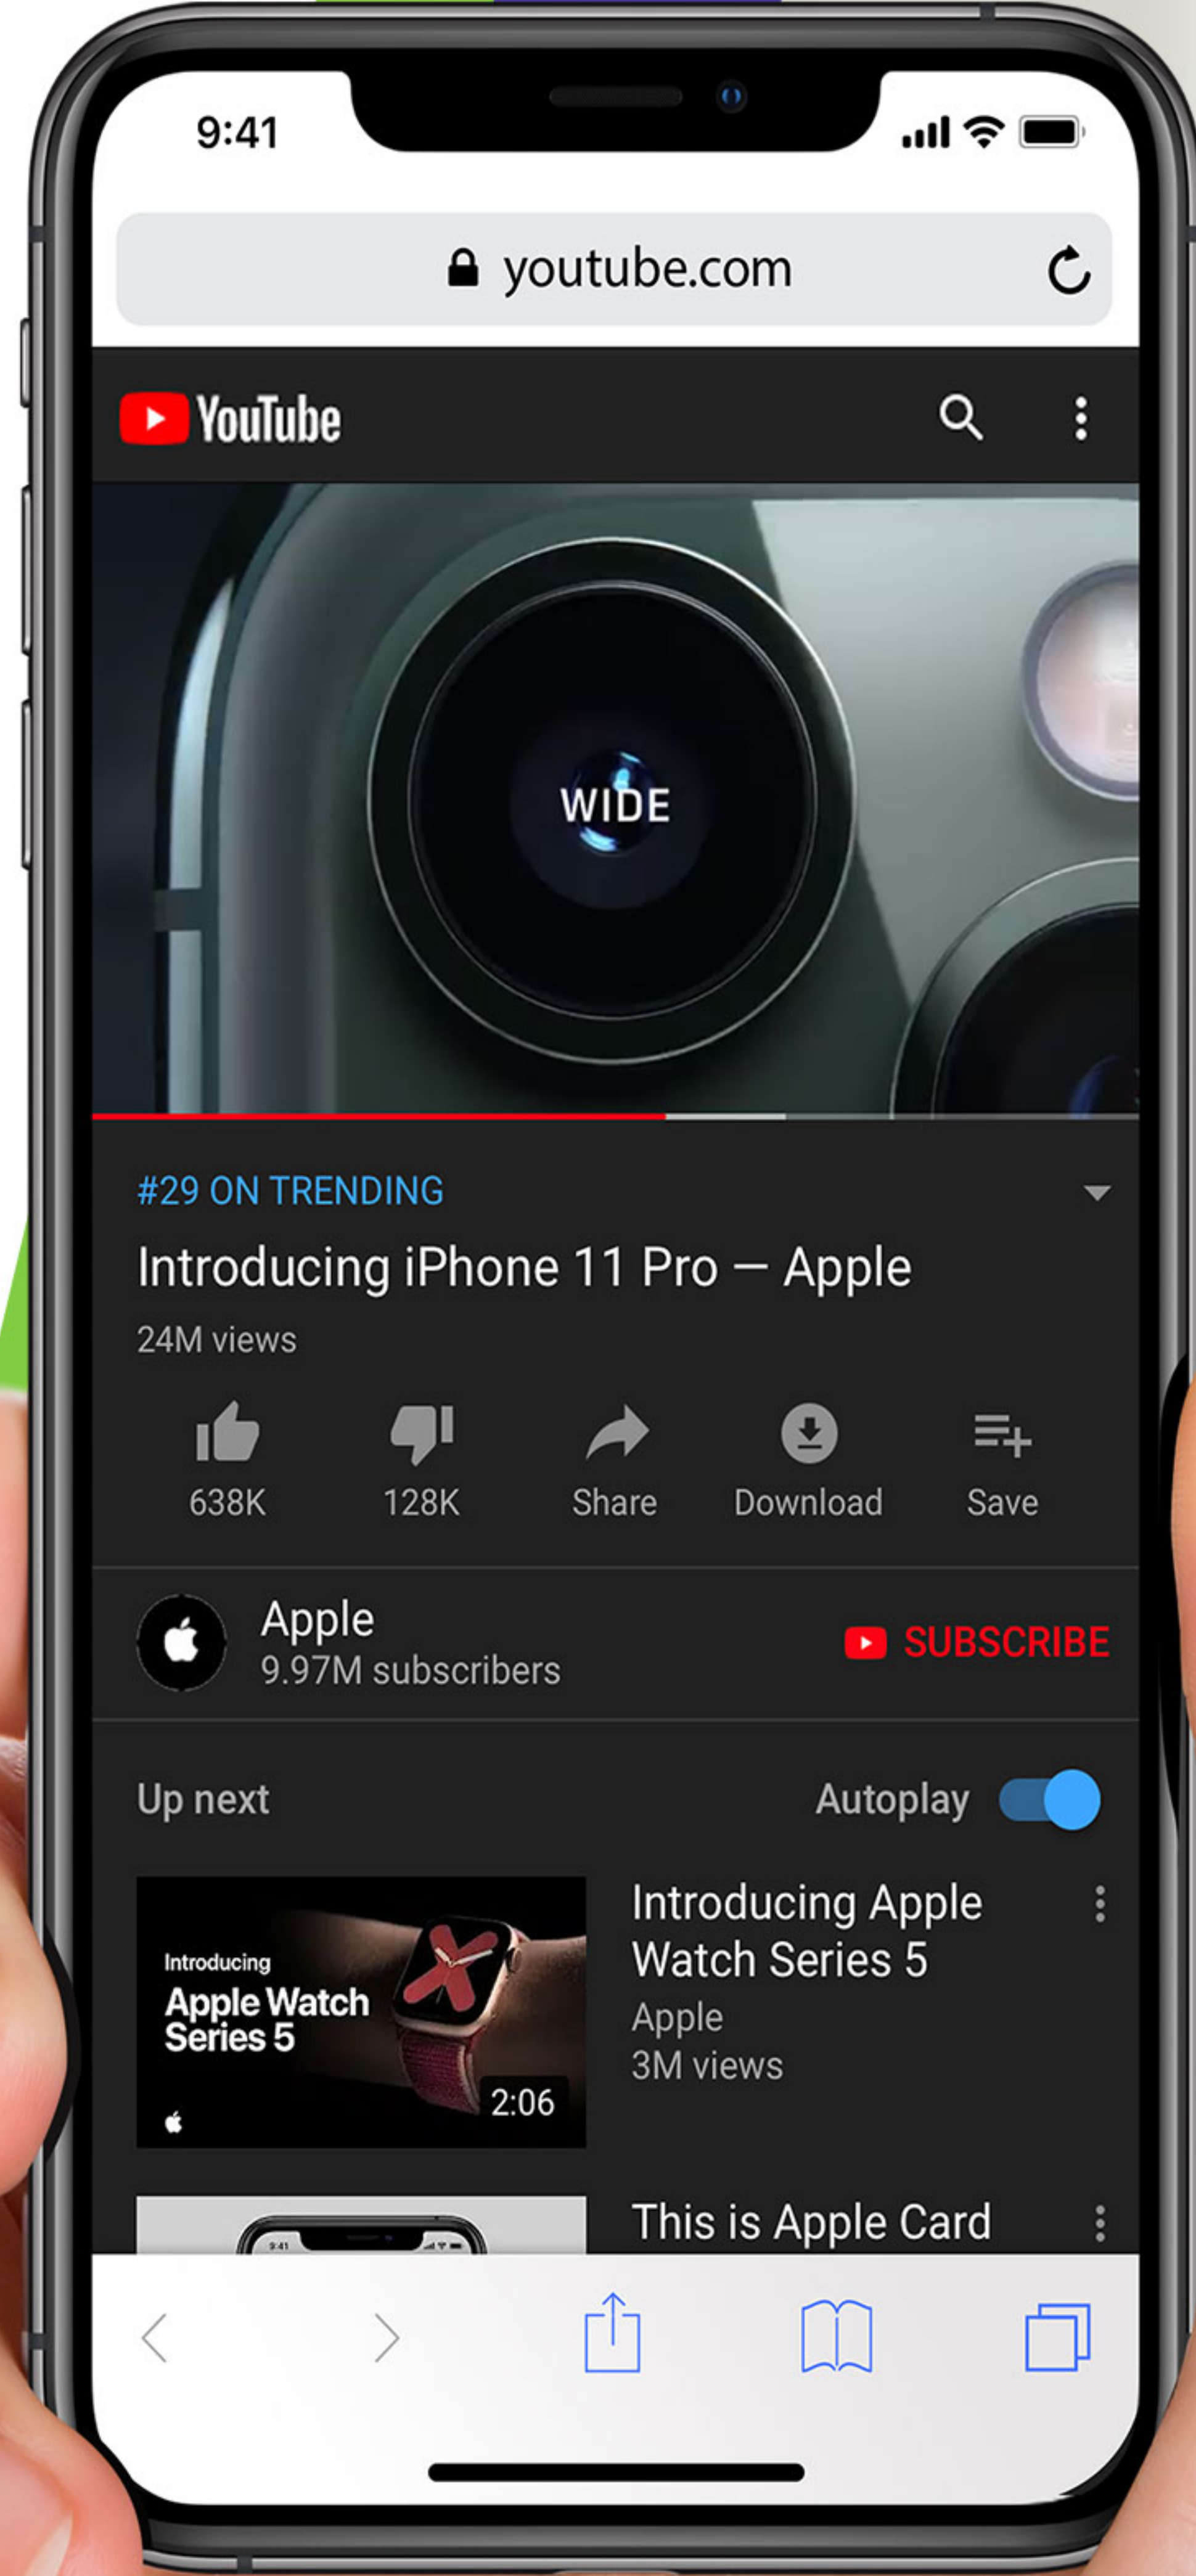 9:41
youtube.com
YouTube
WIDE
#29 ON TRENDING
Introducing iPhone 11 Pro — Apple
24M views
638K 128K Share Download Save
Apple
9.97M subscribers
SUBSCRIBE
Up next Autoplay
Introducing
Apple Watch
Series 5
2:06
Introducing Apple
Watch Series 5
Apple
3M views
9:41
This is Apple Card